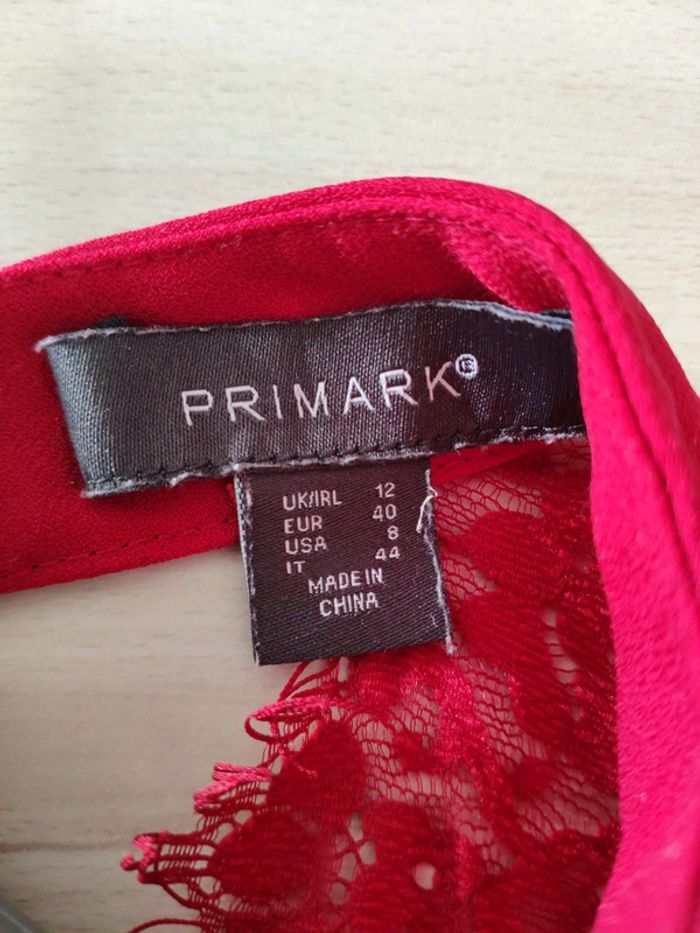 PRIMARK®
UK/IRL 12
EUR 40
USA 8
IT 44
MADE IN
CHINA